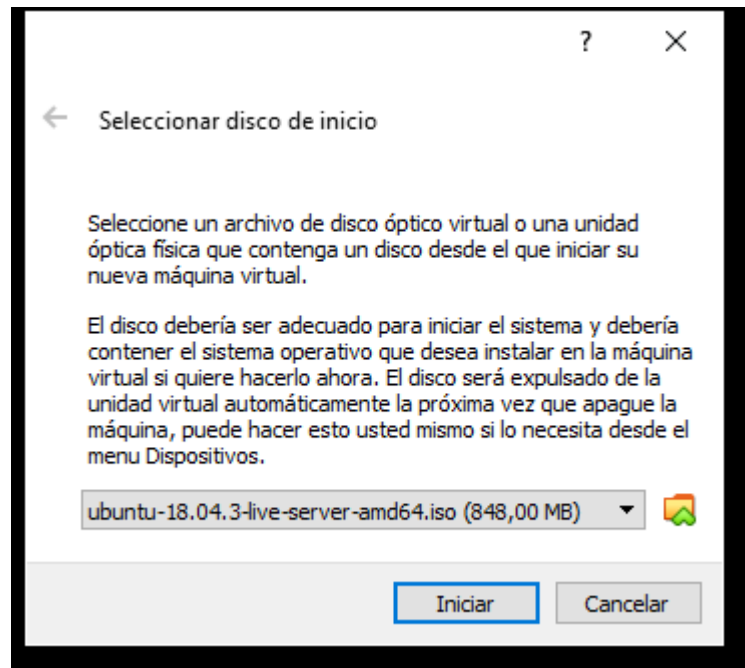 ?
Seleccionar disco de inicio
Seleccione un archivo de disco óptico virtual o una unidad
óptica física que contenga un disco desde el que iniciar su
nueva máquina virtual.
El disco debería ser adecuado para iniciar el sistema y debería
contener el sistema operativo que desea instalar en la máquina
virtual si quiere hacerlo ahora. El disco será expulsado de la
unidad virtual automáticamente la próxima vez que apague la
máquina, puede hacer esto usted mismo si lo necesita desde el
menu Dispositivos.
ubuntu-18.04.3-live-server-amd64.iso (848,00 MB)
Iniciar Cancelar